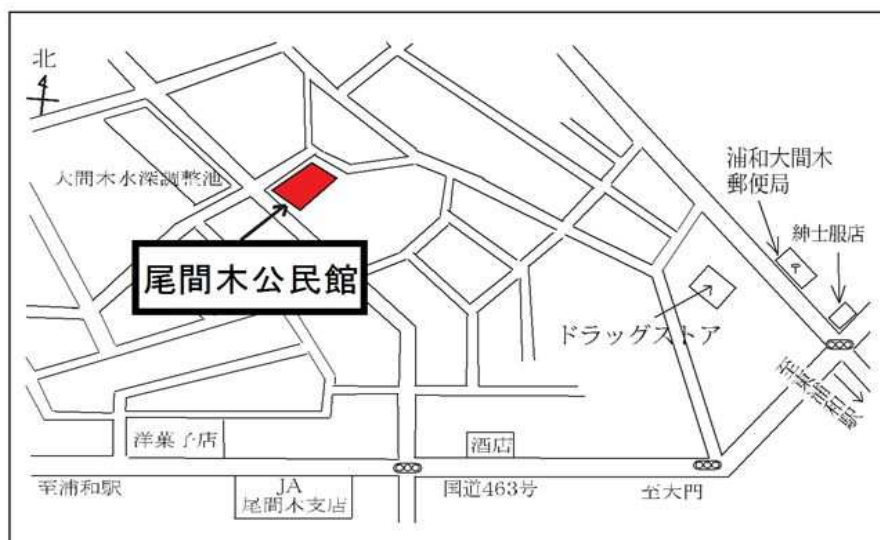 北
大間木水深調整池
尾間木公民館
浦和大間木
郵便局
紳士服店
ドラッグストア
至東浦和駅
洋菓子店
酒店
至浦和駅
JA
尾間木支店
国道463号
至大門